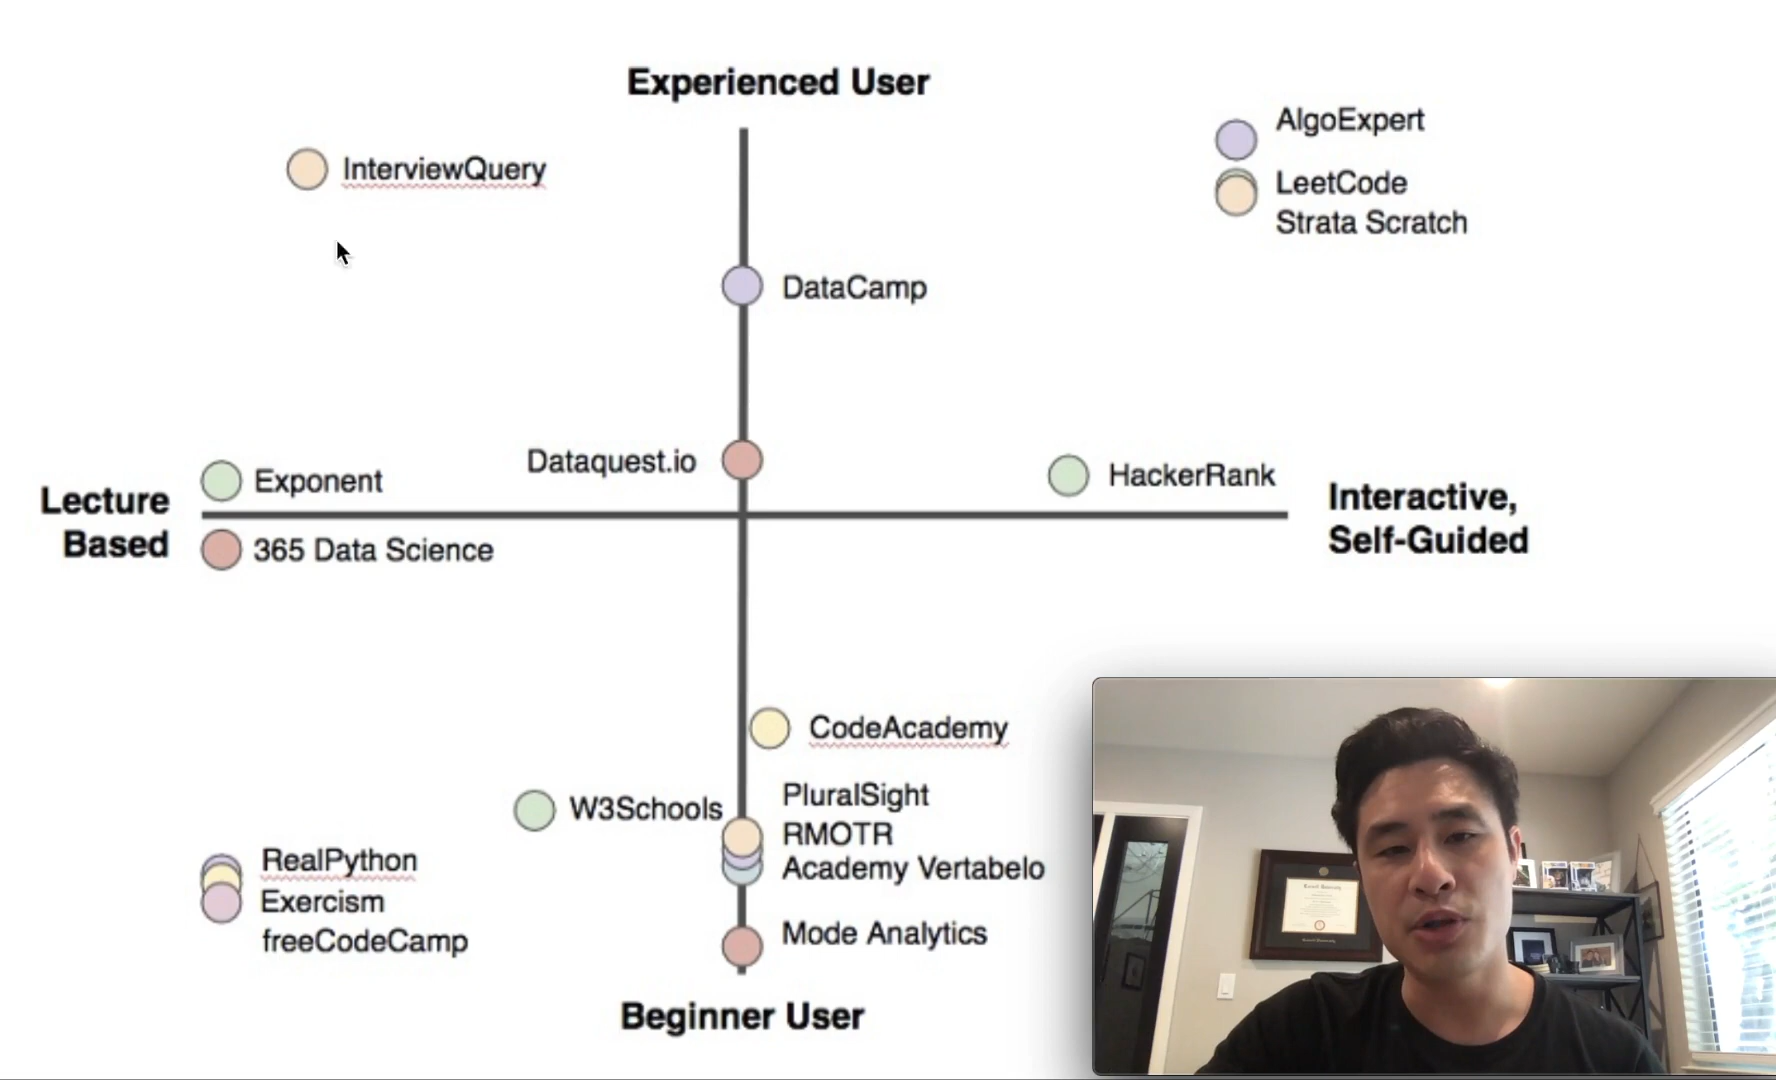 Experienced User
AlgoExpert
InterviewQuery
LeetCode
Strata Scratch
DataCamp
Dataquest.io
HackerRank
Exponent
Lecture
Based
Interactive,
Self-Guided
365 Data Science
CodeAcademy
PluralSight
W3Schools
RMOTR
RealPython
Academy Vertabelo
Exercism
Mode Analytics
freeCodeCamp
Beginner User